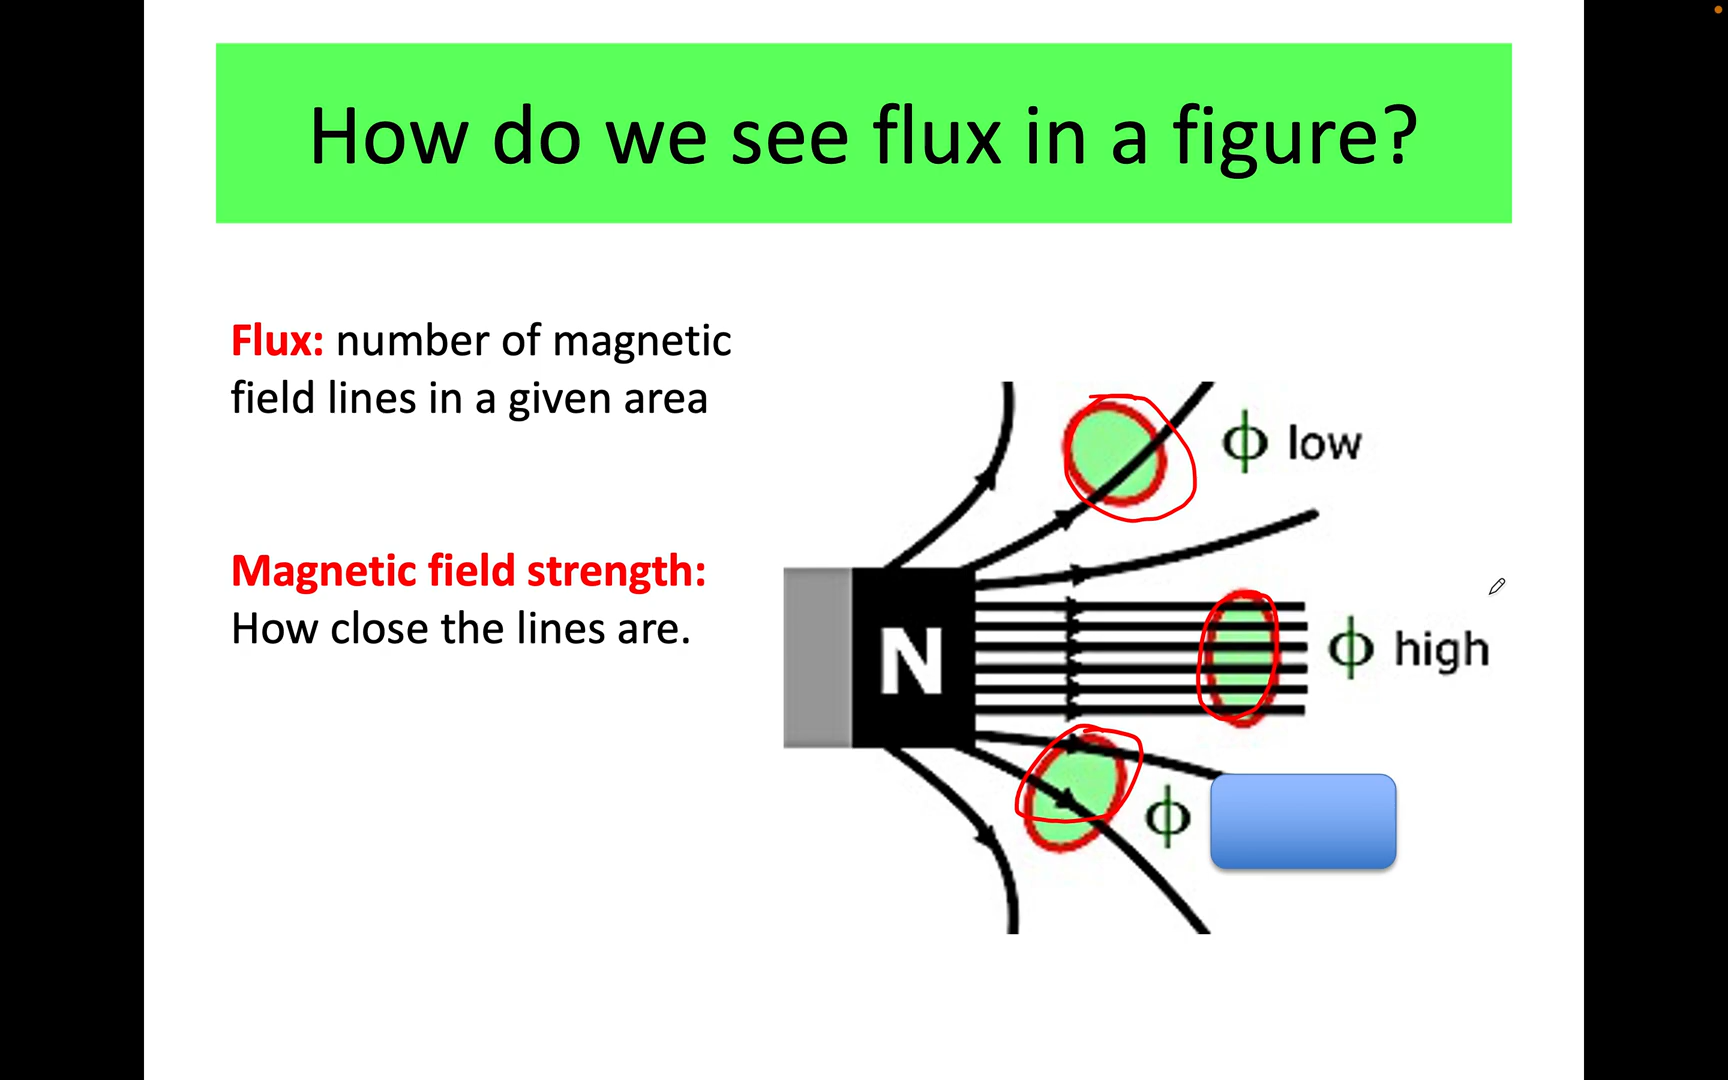 How do we see flux in a figure?
Flux: number of magnetic
field lines in a given area
Magnetic field strength:
How close the lines are.
ϕ low
N
ϕ high
ϕ